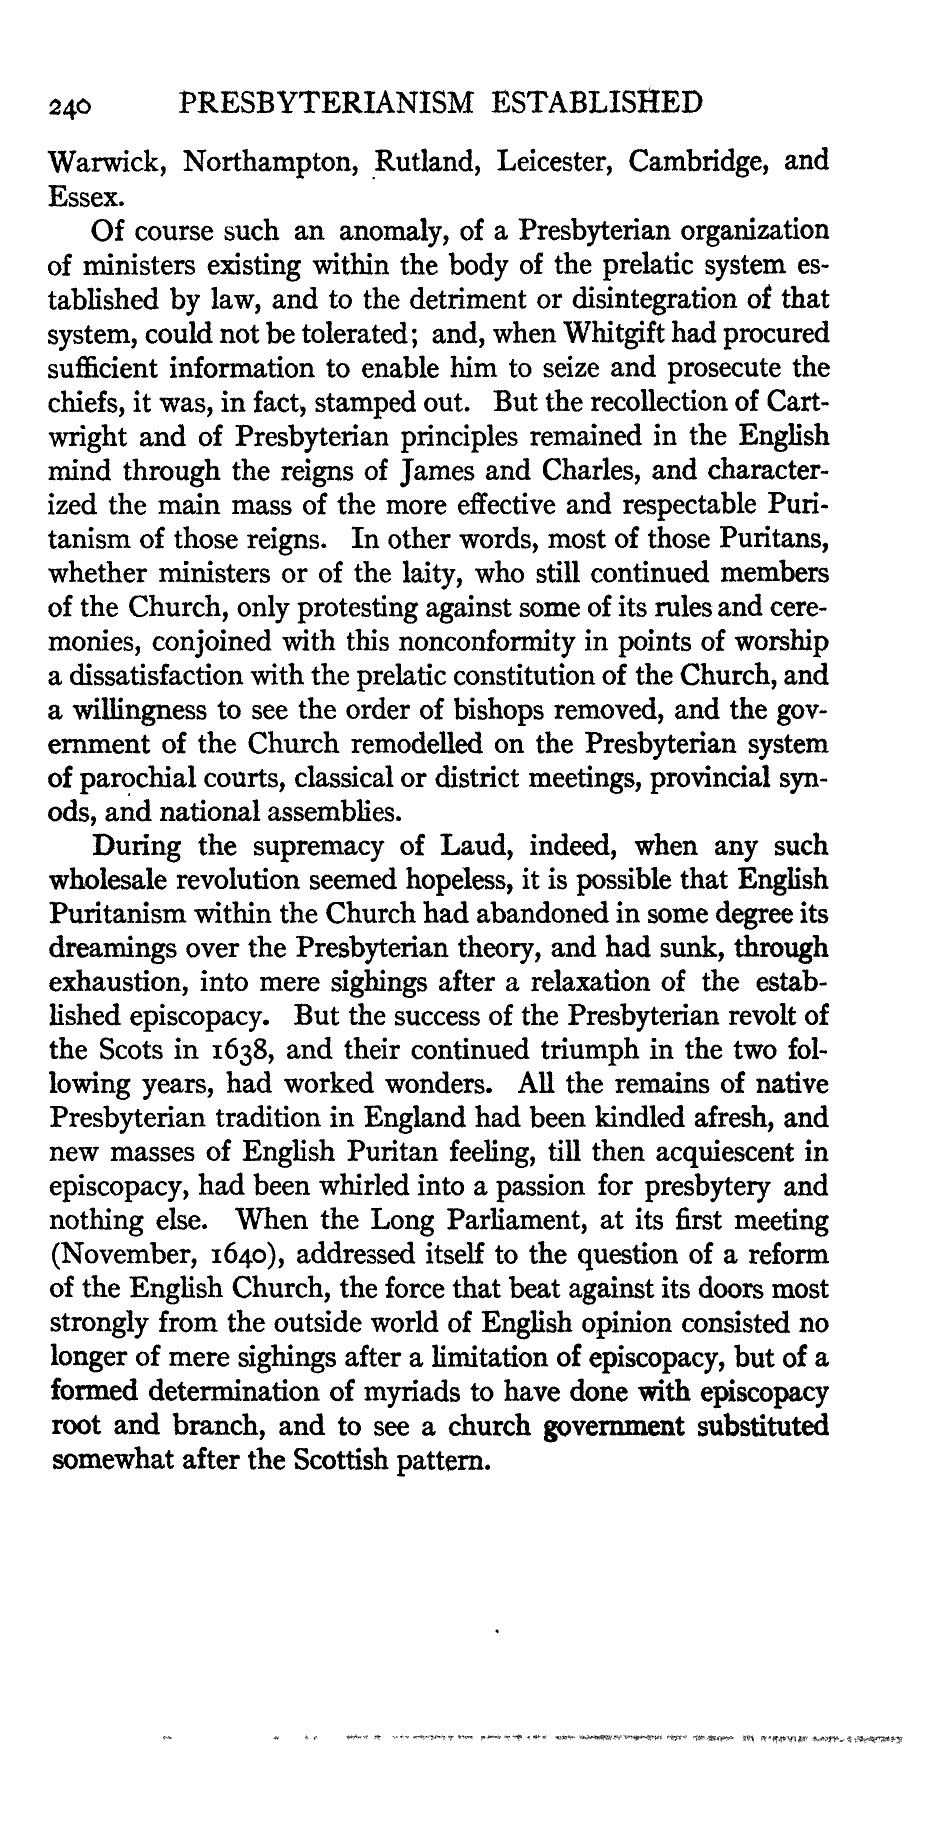 240 PRESBYTERIANISM ESTABLISHED
Warwick, Northampton, Rutland, Leicester, Cambridge, and
Essex.
Of course such an anomaly, of a Presbyterian organization
of ministers existing within the body of the prelatic system es-
tablished by law, and to the detriment or disintegration of that
system, could not be tolerated; and, when Whitgift had procured
sufficient information to enable him to seize and prosecute the
chiefs, it was, in fact, stamped out. But the recollection of Cart-
wright and of Presbyterian principles remained in the English
mind through the reigns of James and Charles, and character-
ized the main mass of the more effective and respectable Puri-
tanism of those reigns. In other words, most of those Puritans,
whether ministers or of the laity, who still continued members
of the Church, only protesting against some of its rules and cere-
monies, conjoined with this nonconformity in points of worship
a dissatisfaction with the prelatic constitution of the Church, and
a willingness to see the order of bishops removed, and the gov-
ernment of the Church remodelled on the Presbyterian system
of parochial courts, classical or district meetings, provincial syn-
ods, and national assemblies.
During the supremacy of Laud, indeed, when any such
wholesale revolution seemed hopeless, it is possible that English
Puritanism within the Church had abandoned in some degree its
dreamings over the Presbyterian theory, and had sunk, through
exhaustion, into mere sighings after a relaxation of the estab-
lished episcopacy. But the success of the Presbyterian revolt of
the Scots in 1638, and their continued triumph in the two fol-
lowing years, had worked wonders. All the remains of native
Presbyterian tradition in England had been kindled afresh, and
new masses of English Puritan feeling, till then acquiescent in
episcopacy, had been whirled into a passion for presbytery and
nothing else. When the Long Parliament, at its first meeting
(November, 1640), addressed itself to the question of a reform
of the English Church, the force that beat against its doors most
strongly from the outside world of English opinion consisted no
longer of mere sighings after a limitation of episcopacy, but of a
formed determination of myriads to have done with episcopacy
root and branch, and to see a church government substituted
somewhat after the Scottish pattern.